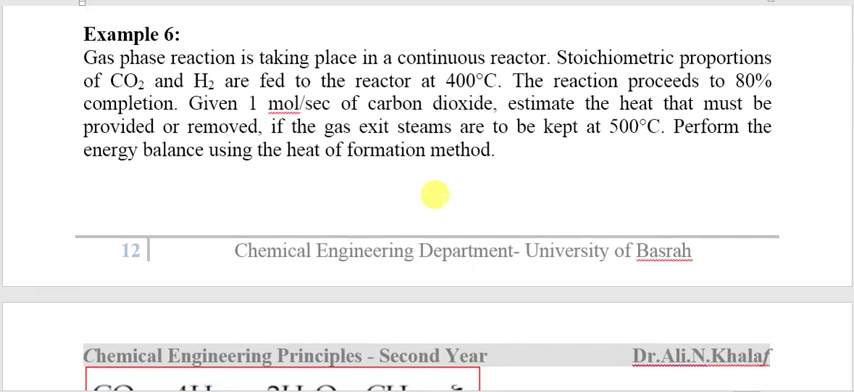 Example 6:
Gas phase reaction is taking place in a continuous reactor. Stoichiometric proportions
of CO₂ and H₂ are fed to the reactor at 400°C. The reaction proceeds to 80%
completion. Given 1 mol/sec of carbon dioxide, estimate the heat that must be
provided or removed, if the gas exit steams are to be kept at 500°C. Perform the
energy balance using the heat of formation method.
12 Chemical Engineering Department- University of Basrah
Chemical Engineering Principles - Second Year Dr.Ali.N.Khalaf